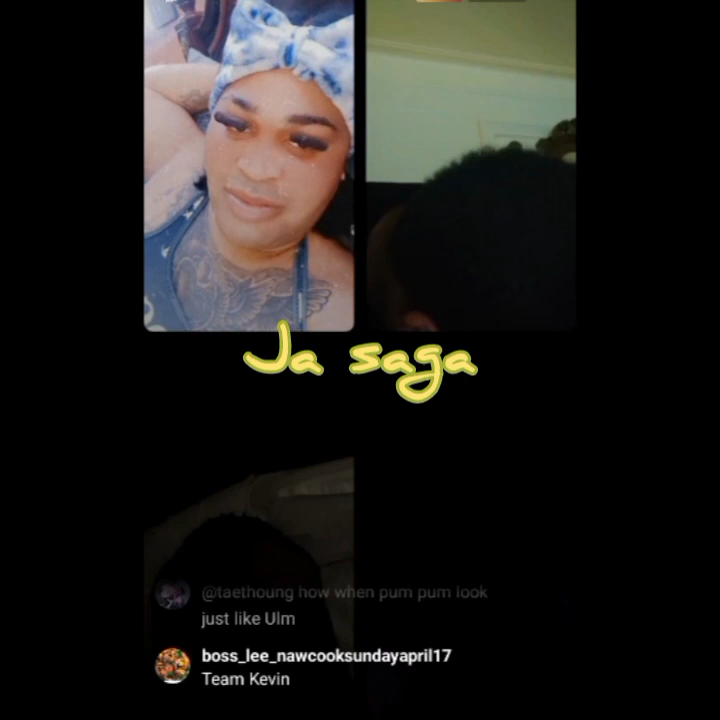 Ja saga
@taethoung how when pum pum look
just like Ulm
boss_lee_nawcooksundayapril17
Team Kevin